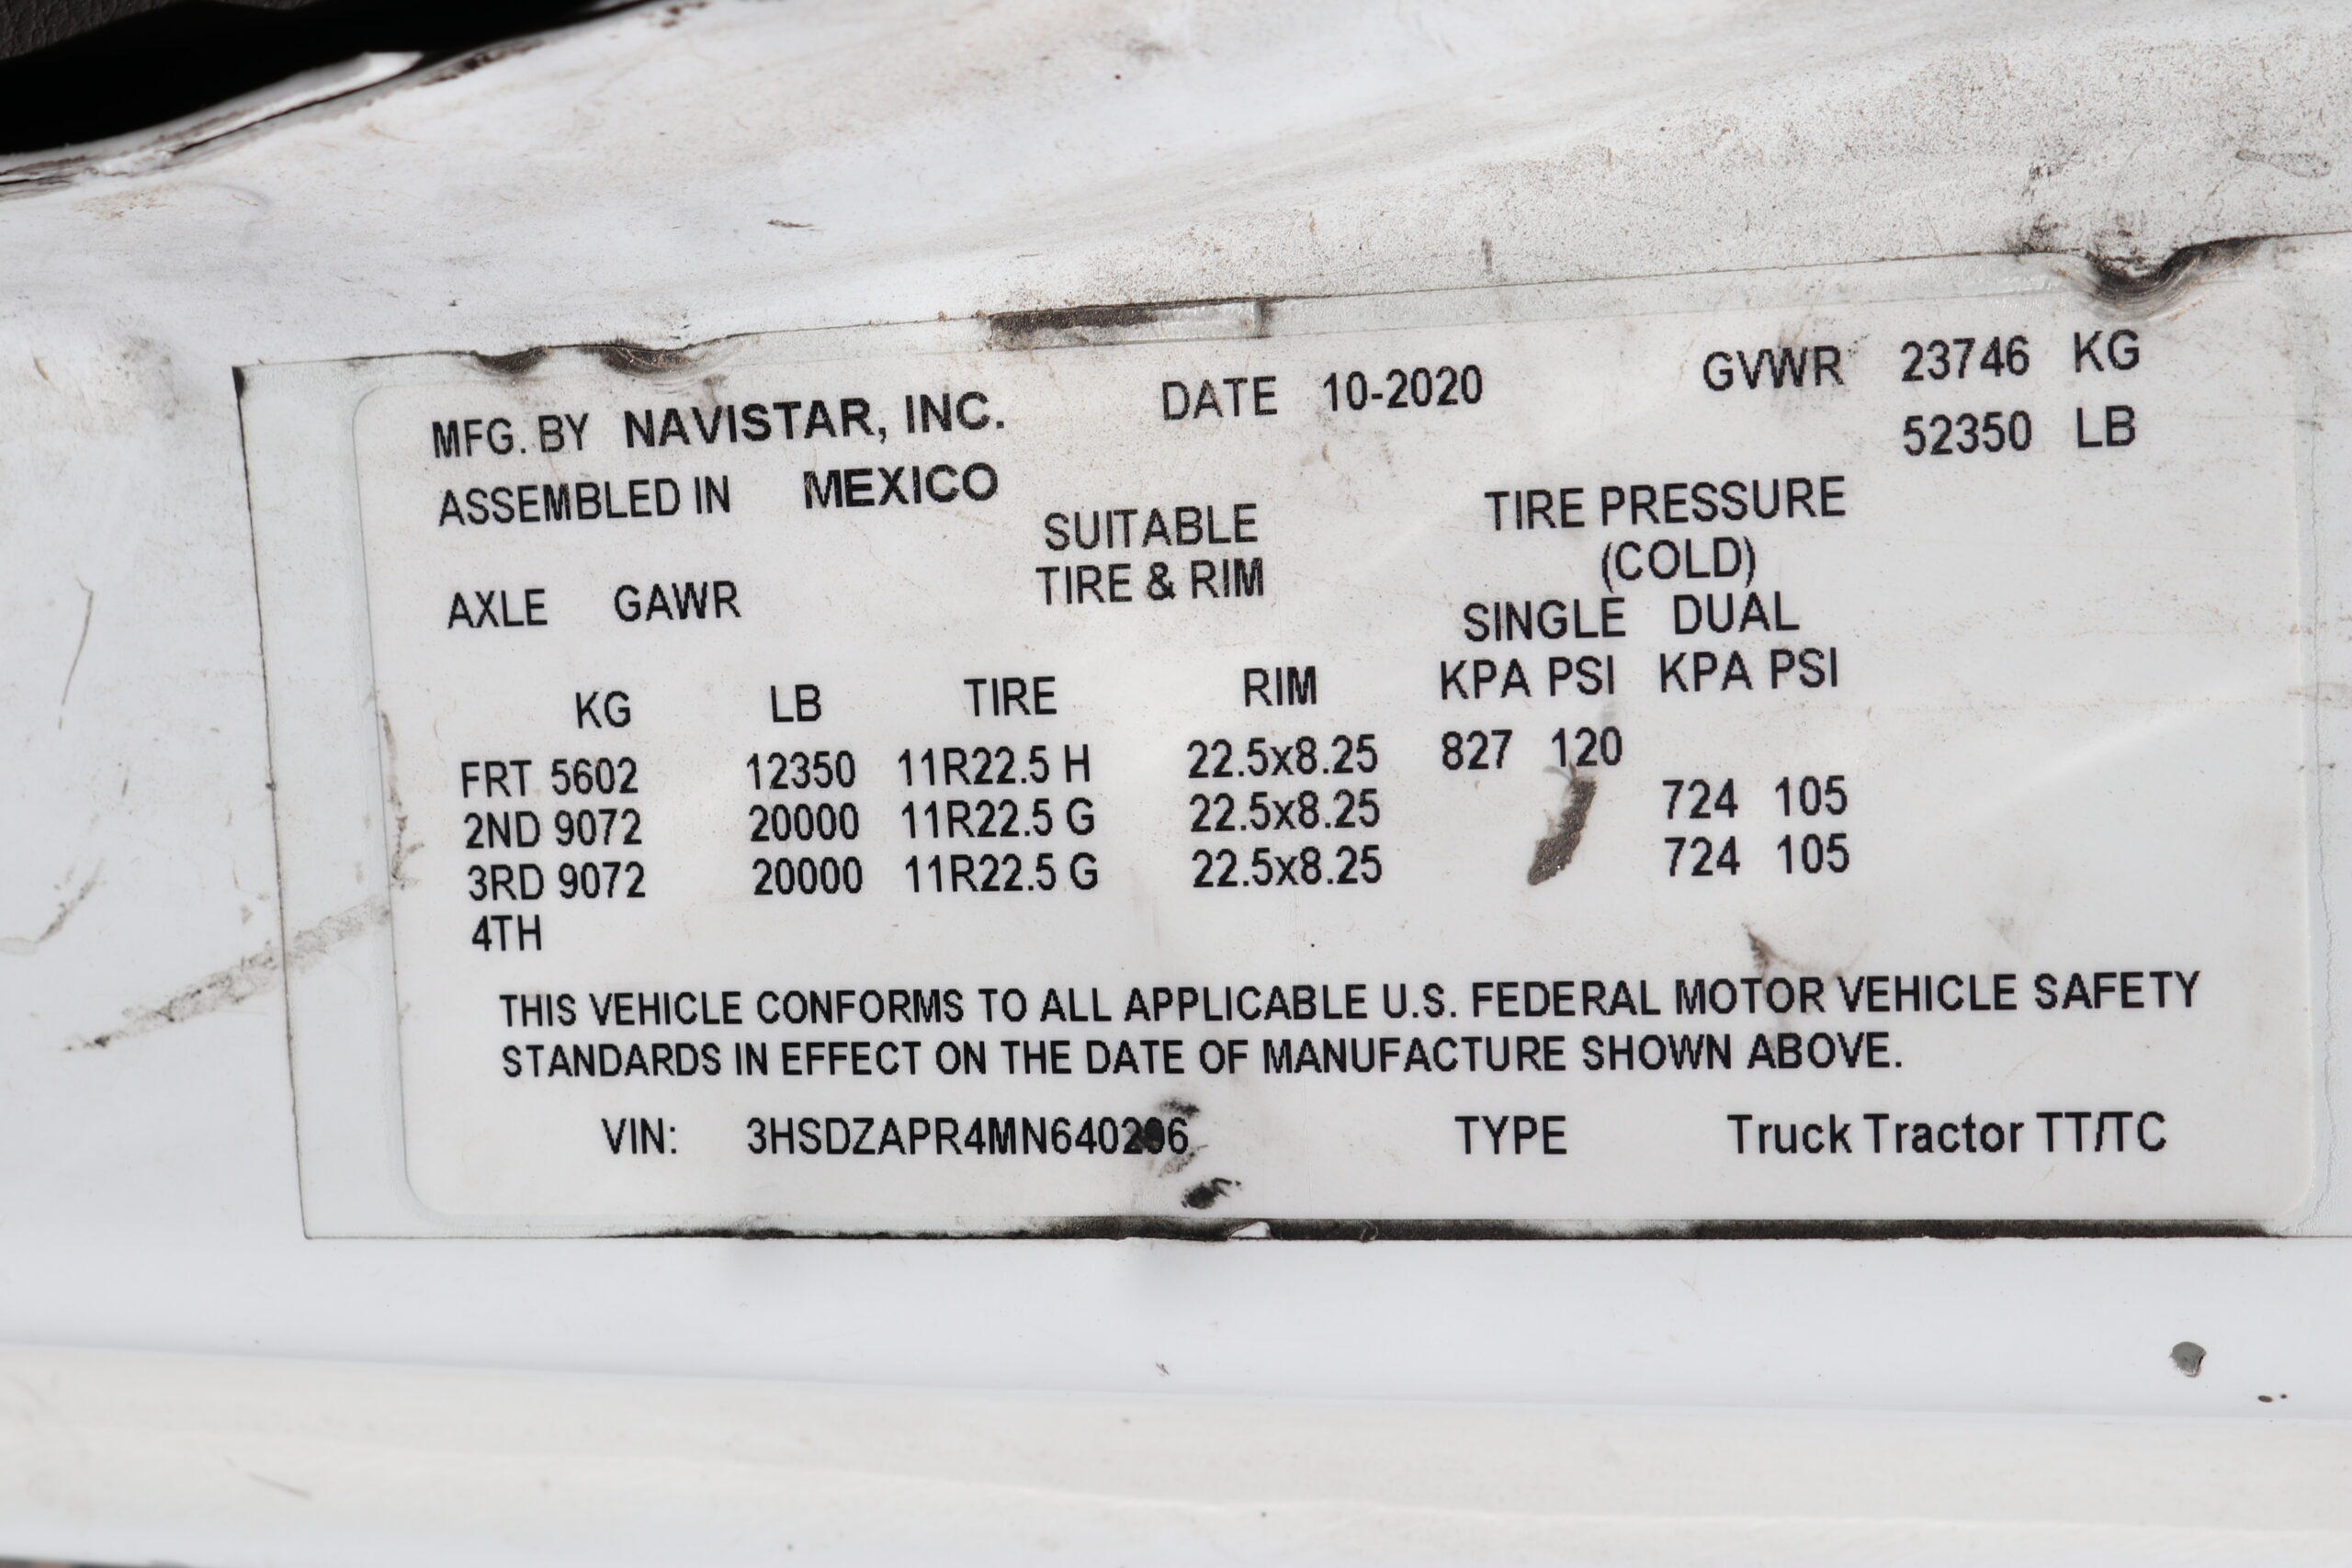 MFG. BY NAVISTAR, INC. DATE 10-2020 GVWR 23746 KG
52350 LB
ASSEMBLED IN MEXICO
SUITABLE
TIRE & RIM
TIRE PRESSURE
(COLD)
AXLE GAWR
SINGLE DUAL
KG LB TIRE RIM KPA PSI KPA PSI
FRT 5602 12350 11R22.5 H 22.5x8.25 827 120
2ND 9072 20000 11R22.5 G 22.5x8.25 724 105
3RD 9072 20000 11R22.5 G 22.5x8.25 724 105
4TH
THIS VEHICLE CONFORMS TO ALL APPLICABLE U.S. FEDERAL MOTOR VEHICLE SAFETY
STANDARDS IN EFFECT ON THE DATE OF MANUFACTURE SHOWN ABOVE.
VIN: 3HSDZAPR4MN640296 TYPE Truck Tractor TT/TC